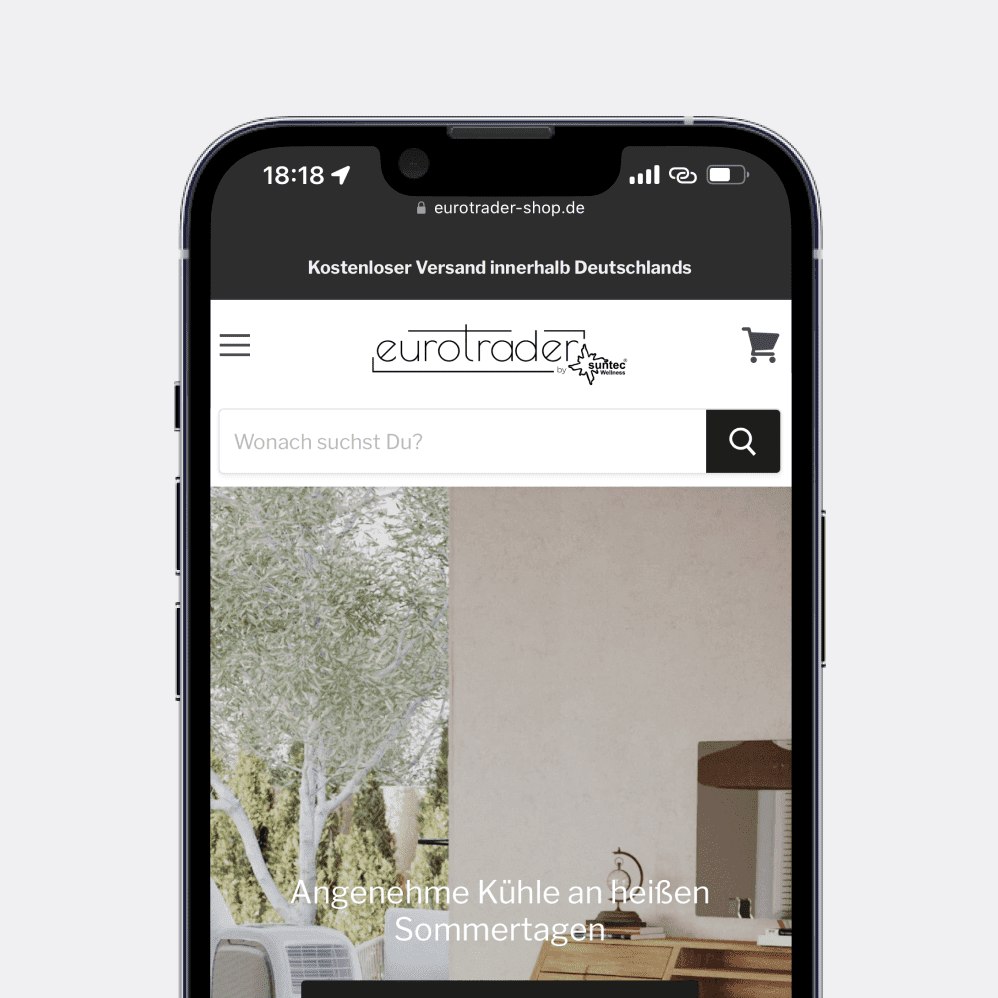 18:18
eurotrader-shop.de
Kostenloser Versand innerhalb Deutschlands
eurotrader
by suntec®
Wellness
Wonach suchst Du?
Angenehme Kühle an heißen
Sommertagen